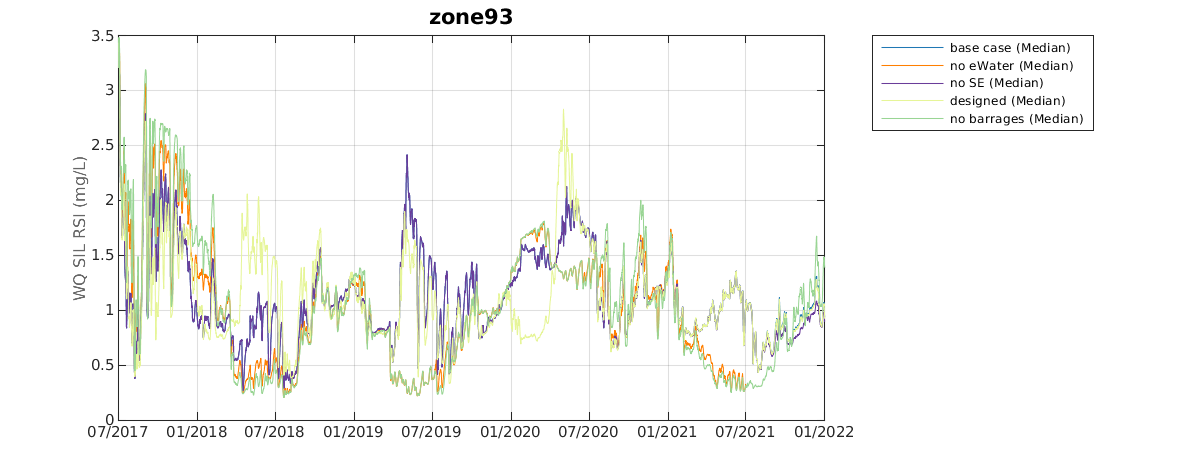 zone93
3.5
3
2.5
2
1.5
1
0.5
0
WQ SIL RSI (mg/L)
07/2017 01/2018 07/2018 01/2019 07/2019 01/2020 07/2020 01/2021 07/2021 01/2022
base case (Median)
no eWater (Median)
no SE (Median)
designed (Median)
no barrages (Median)